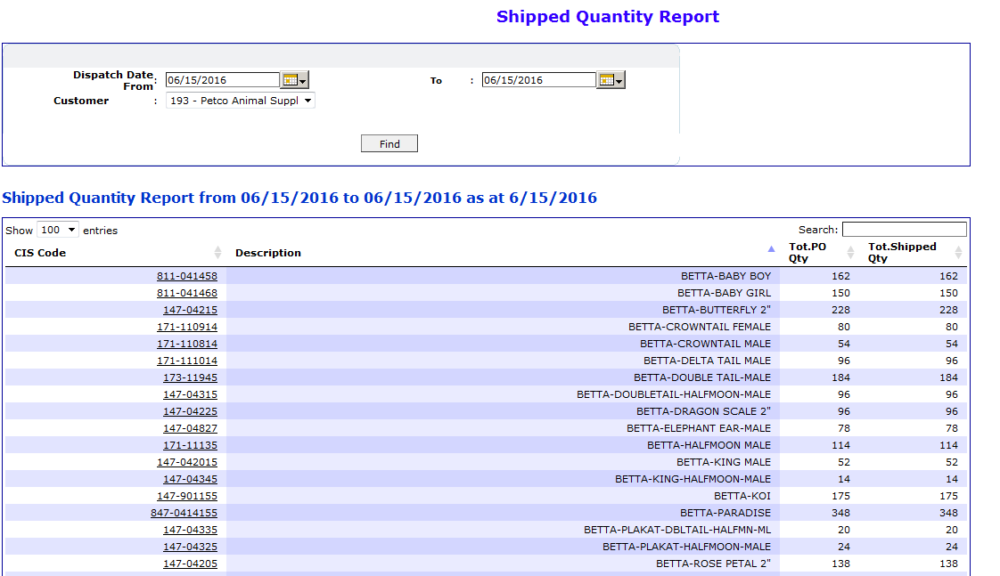 Shipped Quantity Report
Dispatch Date From : 06/15/2016 To : 06/15/2016
Customer : 193 - Petco Animal Suppl
Find
Shipped Quantity Report from 06/15/2016 to 06/15/2016 as at 6/15/2016
Show 100 entries Search:
CIS Code Description Tot.PO Qty Tot.Shipped Qty
811-041458 BETTA-BABY BOY 162 162
811-041468 BETTA-BABY GIRL 150 150
147-04215 BETTA-BUTTERFLY 2" 228 228
171-110914 BETTA-CROWNTAIL FEMALE 80 80
171-110814 BETTA-CROWNTAIL MALE 54 54
171-111014 BETTA-DELTA TAIL MALE 96 96
173-11945 BETTA-DOUBLE TAIL-MALE 184 184
147-04315 BETTA-DOUBLETAIL-HALFMOON-MALE 96 96
147-04225 BETTA-DRAGON SCALE 2" 96 96
147-04827 BETTA-ELEPHANT EAR-MALE 78 78
171-11135 BETTA-HALFMOON MALE 114 114
147-042015 BETTA-KING MALE 52 52
147-04345 BETTA-KING-HALFMOON-MALE 14 14
147-901155 BETTA-KOI 175 175
847-0414155 BETTA-PARADISE 348 348
147-04335 BETTA-PLAKAT-DBLTAIL-HALFMN-ML 20 20
147-04325 BETTA-PLAKAT-HALFMOON-MALE 24 24
147-04205 BETTA-ROSE PETAL 2" 138 138